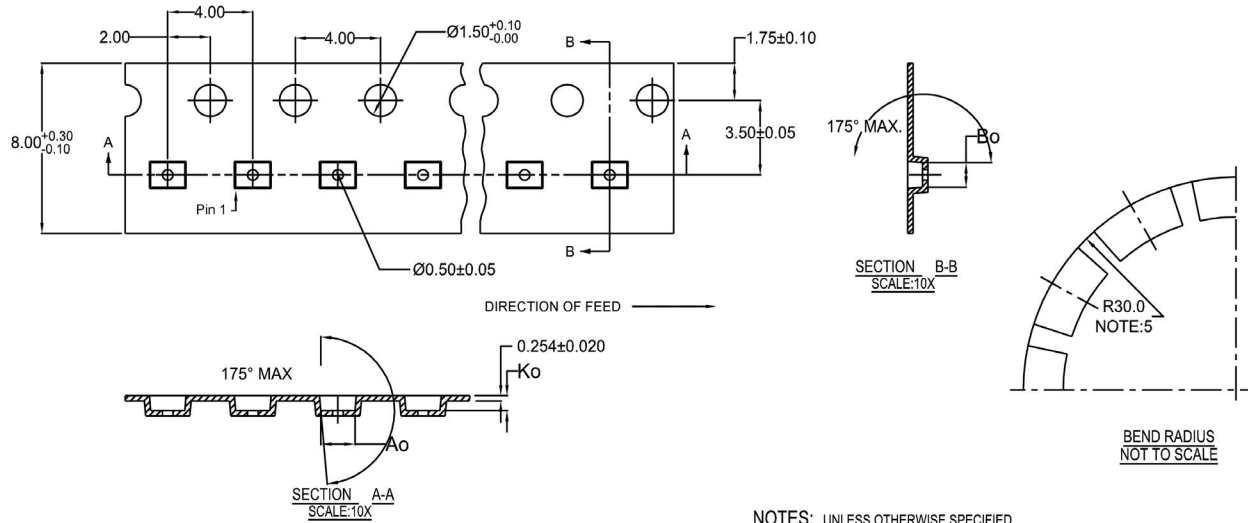 4.00
2.00
4.00
Ø1.50+0.10
-0.00
B
1.75±0.10
8.00+0.30
-0.10
A
A
3.50±0.05
Pin 1
B
Ø0.50±0.05
DIRECTION OF FEED
175° MAX.
Bo
SECTION B-B
SCALE:10X
R30.0
NOTE:5
BEND RADIUS
NOT TO SCALE
175° MAX
0.254±0.020
Ko
Ao
SECTION A-A
SCALE:10X
NOTES: UNLESS OTHERWISE SPECIFIED